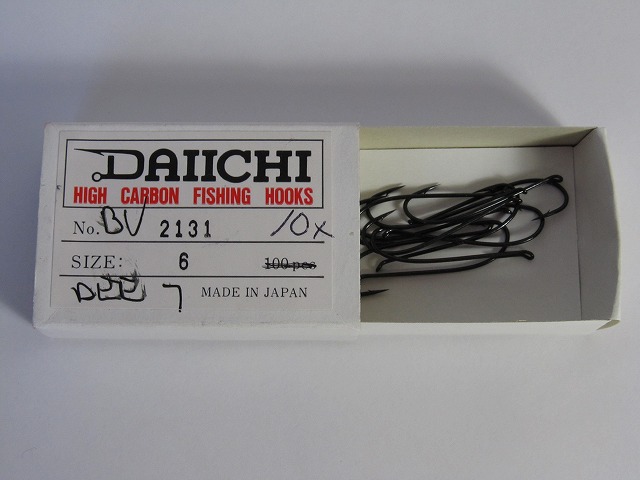 DAIICHI
HIGH CARBON FISHING HOOKS
No. BV 2131 10x
SIZE: 6 100 pcs
7 MADE IN JAPAN